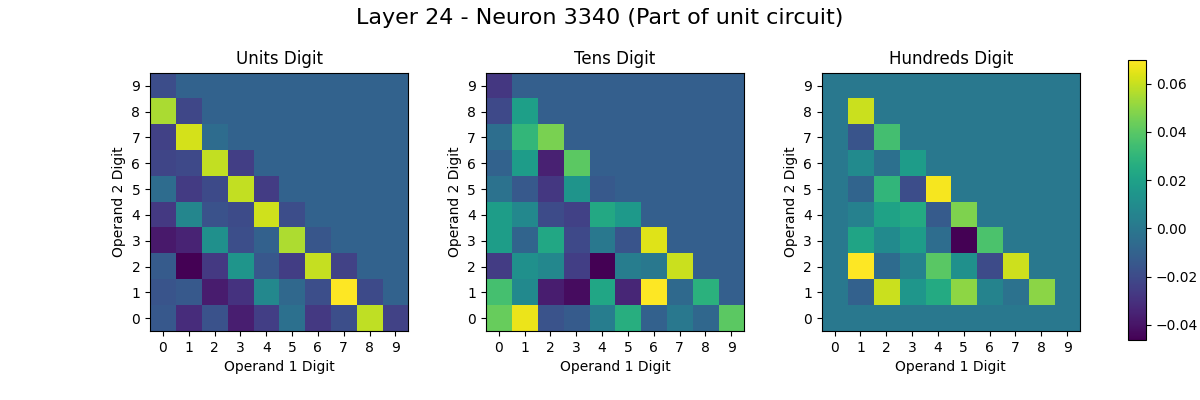 Layer 24 - Neuron 3340 (Part of unit circuit)
Units Digit
Tens Digit
Hundreds Digit
Operand 2 Digit
9
8
7
6
5
4
3
2
1
0
0 1 2 3 4 5 6 7 8 9
Operand 1 Digit
Operand 2 Digit
9
8
7
6
5
4
3
2
1
0
0 1 2 3 4 5 6 7 8 9
Operand 1 Digit
Operand 2 Digit
9
8
7
6
5
4
3
2
1
0
0 1 2 3 4 5 6 7 8 9
Operand 1 Digit
0.06
0.04
0.02
0.00
−0.02
−0.04